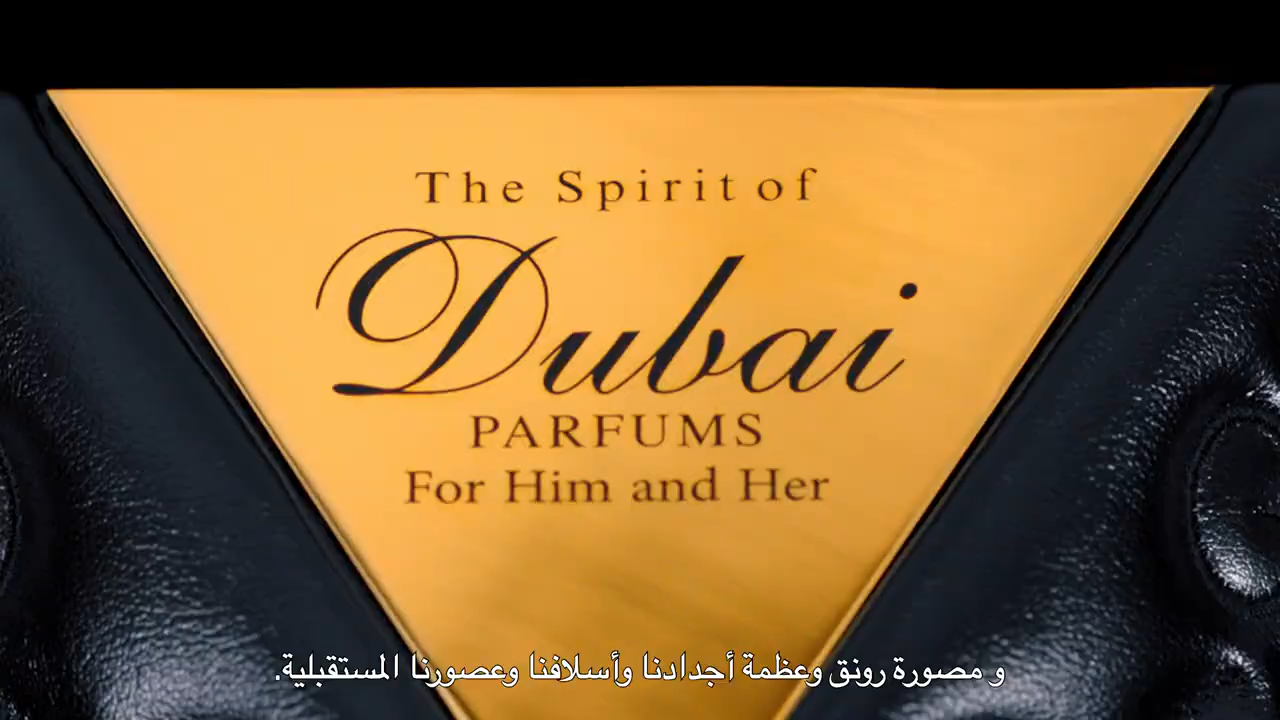 The Spirit of
Dubai
PARFUMS
For Him and Her
و مصورة رونق وعظمة أجدادنا وأسلافنا وعصورنا المستقبلية.